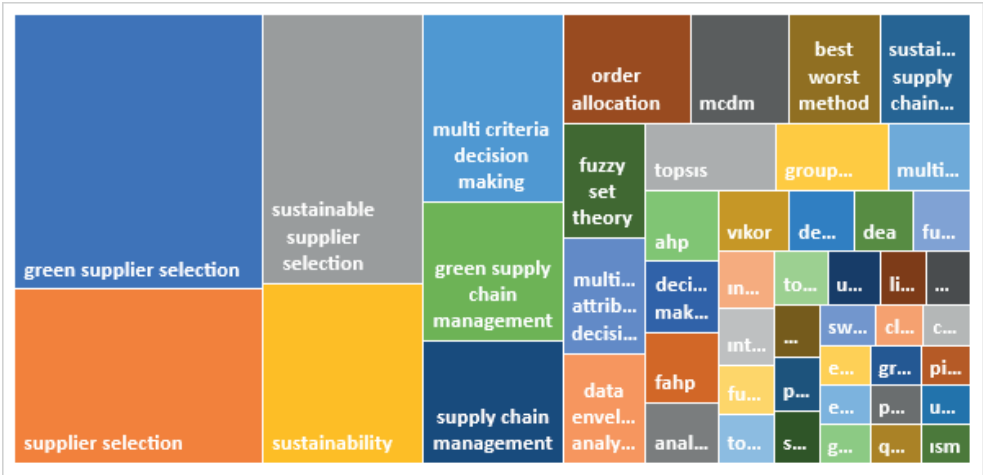 green supplier selection
supplier selection
sustainable
supplier
selection
sustainability
multi criteria
decision
making
green supply
chain
management
supply chain
management
order
allocation
mcdm
best
worst
method
sustai...
supply
chain...
fuzzy
set
theory
topsıs
group...
multi...
multi...
attrib...
decisi...
data
envel...
analy...
ahp
deci...
mak...
fahp
anal...
vıkor
de...
dea
fu...
ın...
ınt...
fu...
to...
to...
u...
li...
...
...
p...
s...
sw...
cl...
c...
e...
gr...
pi...
e...
p...
u...
g...
q...
ısm